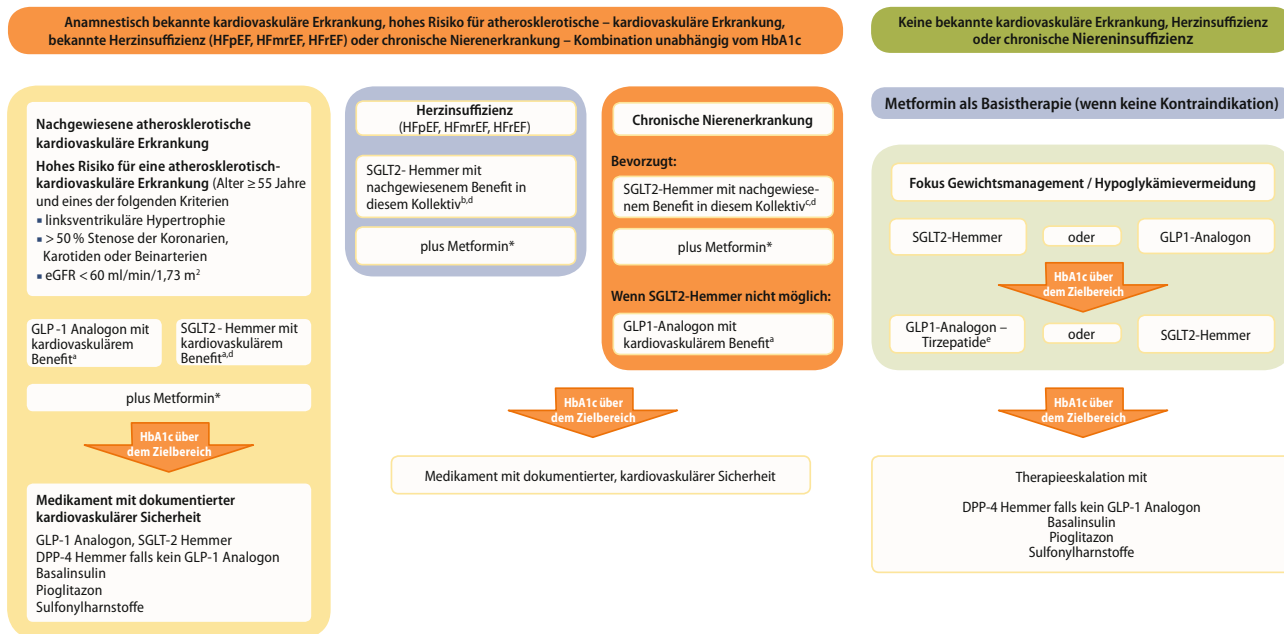 Anamnestisch bekannte kardiovaskuläre Erkrankung, hohes Risiko für atherosklerotische – kardiovaskuläre Erkrankung,
bekannte Herzinsuffizienz (HFpEF, HFmrEF, HFrEF) oder chronische Nierenerkrankung – Kombination unabhängig vom HbA1c
Nachgewiesene atherosklerotische
kardiovaskuläre Erkrankung
Hohes Risiko für eine atherosklerotisch-
kardiovaskuläre Erkrankung (Alter ≥ 55 Jahre
und eines der folgenden Kriterien
▪ linksventrikuläre Hypertrophie
▪ > 50 % Stenose der Koronarien,
Karotiden oder Beinarterien
▪ eGFR < 60 ml/min/1,73 m²
GLP -1 Analogon mit
kardiovaskulärem
Benefitᵃ
SGLT2 - Hemmer mit
kardiovaskulärem
Benefitᵃ,ᵈ
plus Metformin*
HbA1c über
dem Zielbereich
Medikament mit dokumentierter
kardiovaskulärer Sicherheit
GLP-1 Analogon, SGLT-2 Hemmer
DPP-4 Hemmer falls kein GLP-1 Analogon
Basalinsulin
Pioglitazon
Sulfonylharnstoffe
Herzinsuffizienz
(HFpEF, HFmrEF, HFrEF)
SGLT2- Hemmer mit
nachgewiesenem Benefit in
diesem Kollektivᵇ,ᵈ
plus Metformin*
Chronische Nierenerkrankung
Bevorzugt:
SGLT2-Hemmer mit nachgewiese-
nem Benefit in diesem Kollektivᶜ,ᵈ
plus Metformin*
Wenn SGLT2-Hemmer nicht möglich:
GLP1-Analogon mit
kardiovaskulärem Benefitᵃ
HbA1c über
dem Zielbereich
Medikament mit dokumentierter, kardiovaskulärer Sicherheit
Keine bekannte kardiovaskuläre Erkrankung, Herzinsuffizienz
oder chronische Niereninsuffizienz
Metformin als Basistherapie (wenn keine Kontraindikation)
Fokus Gewichtsmanagement / Hypoglykämievermeidung
SGLT2-Hemmer oder GLP1-Analogon
HbA1c über
dem Zielbereich
GLP1-Analogon –
Tirzepatideᵉ
oder
SGLT2-Hemmer
HbA1c über
dem Zielbereich
Therapieeskalation mit
DPP-4 Hemmer falls kein GLP-1 Analogon
Basalinsulin
Pioglitazon
Sulfonylharnstoffe